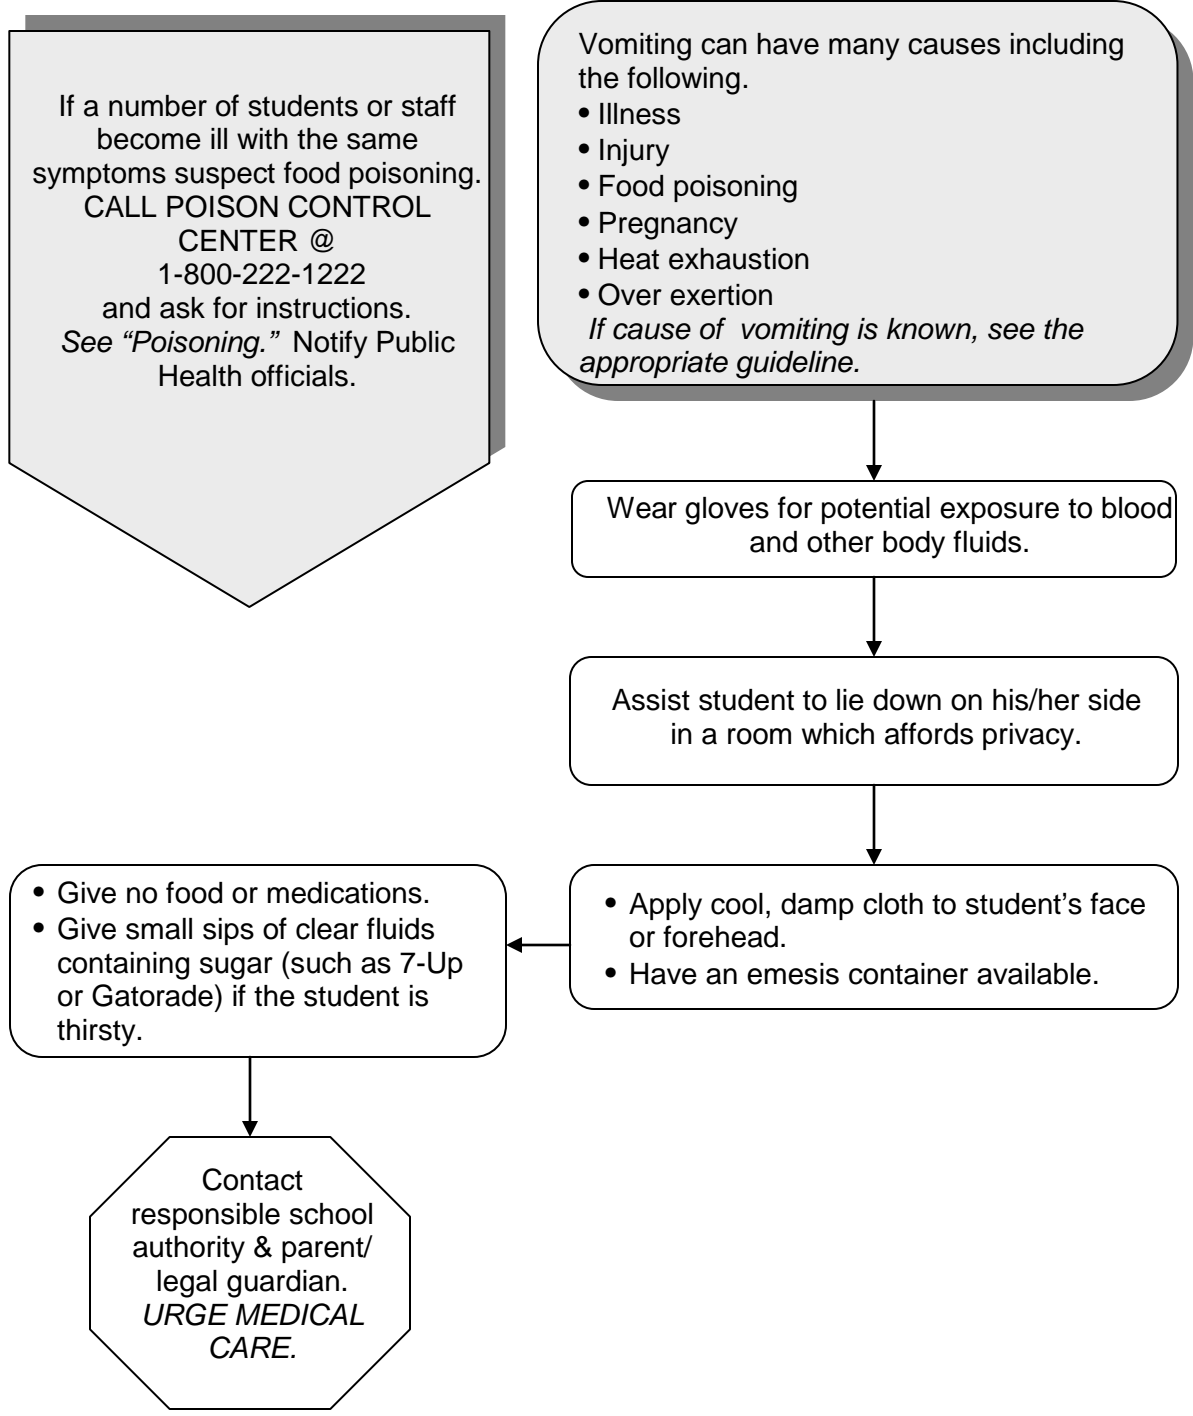 If a number of students or staff
become ill with the same
symptoms suspect food poisoning.
CALL POISON CONTROL
CENTER @
1-800-222-1222
and ask for instructions.
See “Poisoning.” Notify Public
Health officials.
Vomiting can have many causes including
the following.
• Illness
• Injury
• Food poisoning
• Pregnancy
• Heat exhaustion
• Over exertion
If cause of vomiting is known, see the
appropriate guideline.
Wear gloves for potential exposure to blood
and other body fluids.
Assist student to lie down on his/her side
in a room which affords privacy.
• Apply cool, damp cloth to student’s face
or forehead.
• Have an emesis container available.
• Give no food or medications.
• Give small sips of clear fluids
containing sugar (such as 7-Up
or Gatorade) if the student is
thirsty.
Contact
responsible school
authority & parent/
legal guardian.
URGE MEDICAL
CARE.